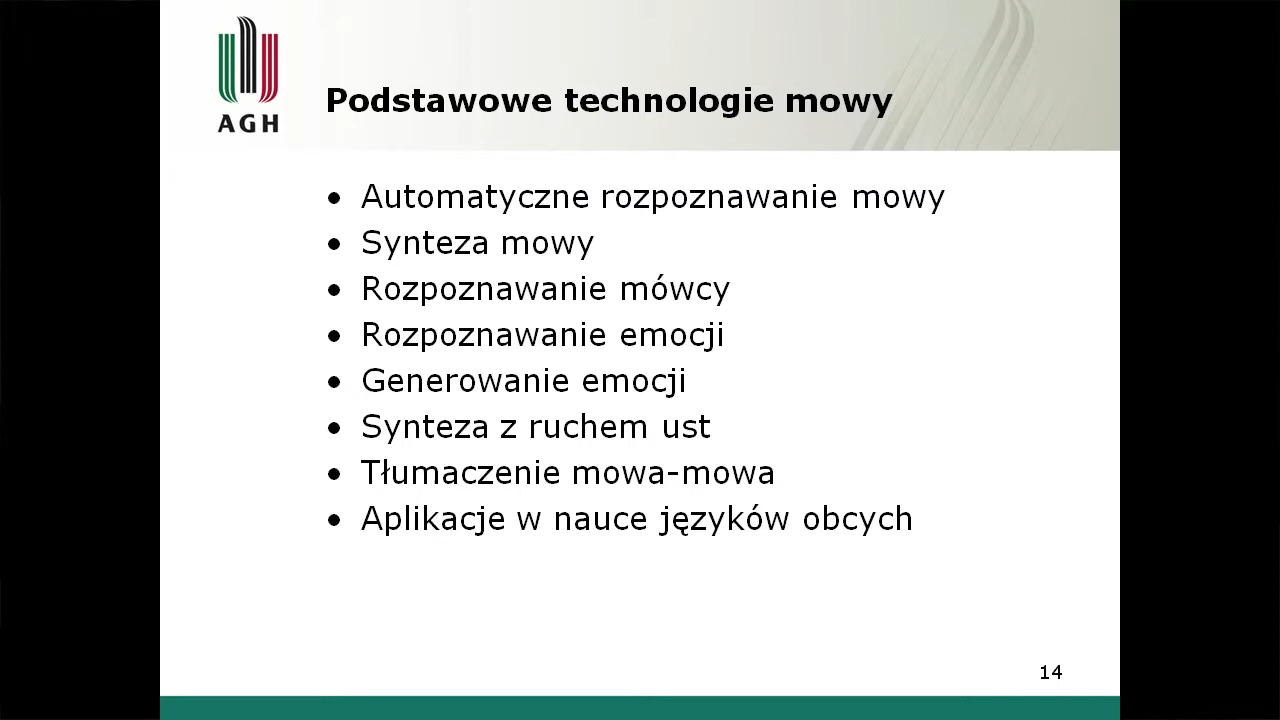 AGH
Podstawowe technologie mowy
• Automatyczne rozpoznawanie mowy
• Synteza mowy
• Rozpoznawanie mówcy
• Rozpoznawanie emocji
• Generowanie emocji
• Synteza z ruchem ust
• Tłumaczenie mowa-mowa
• Aplikacje w nauce języków obcych
14